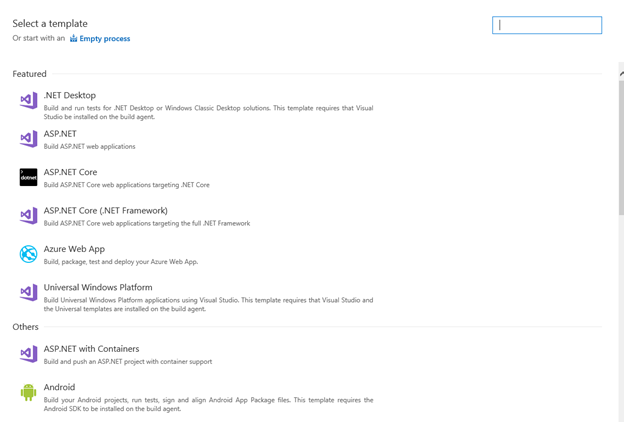 Select a template
Or start with an Empty process
Featured
.NET Desktop
Build and run tests for .NET Desktop or Windows Classic Desktop solutions. This template requires that Visual
Studio be installed on the build agent.
ASP.NET
Build ASP.NET web applications
dotnet
ASP.NET Core
Build ASP.NET Core web applications targeting .NET Core
ASP.NET Core (.NET Framework)
Build ASP.NET Core web applications targeting the full .NET Framework
Azure Web App
Build, package, test and deploy your Azure Web App.
Universal Windows Platform
Build Universal Windows Platform applications using Visual Studio. This template requires that Visual Studio and
the Universal templates are installed on the build agent.
Others
ASP.NET with Containers
Build and push an ASP.NET project with container support
Android
Build your Android projects, run tests, sign and align Android App Package files. This template requires the
Android SDK to be installed on the build agent.